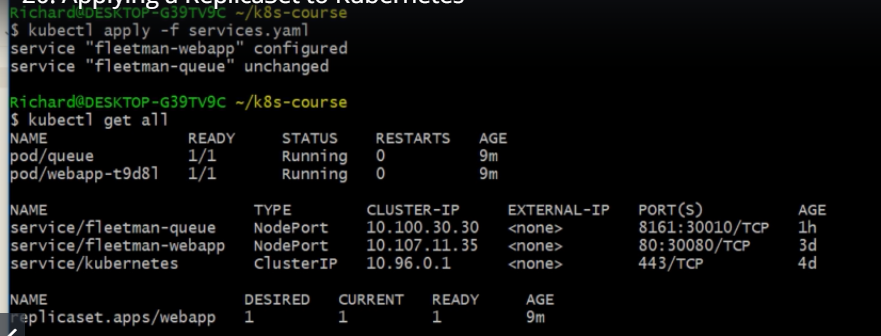 20. Applying a ReplicaSet to Kubernetes
Richard@DESKTOP-G39TV9C ~/k8s-course
$ kubectl apply -f services.yaml
service "fleetman-webapp" configured
service "fleetman-queue" unchanged
Richard@DESKTOP-G39TV9C ~/k8s-course
$ kubectl get all
NAME READY STATUS RESTARTS AGE
pod/queue 1/1 Running 0 9m
pod/webapp-t9d8l 1/1 Running 0 9m
NAME TYPE CLUSTER-IP EXTERNAL-IP PORT(S) AGE
service/fleetman-queue NodePort 10.100.30.30 <none> 8161:30010/TCP 1h
service/fleetman-webapp NodePort 10.107.11.35 <none> 80:30080/TCP 3d
service/kubernetes ClusterIP 10.96.0.1 <none> 443/TCP 4d
NAME DESIRED CURRENT READY AGE
replicaset.apps/webapp 1 1 1 9m